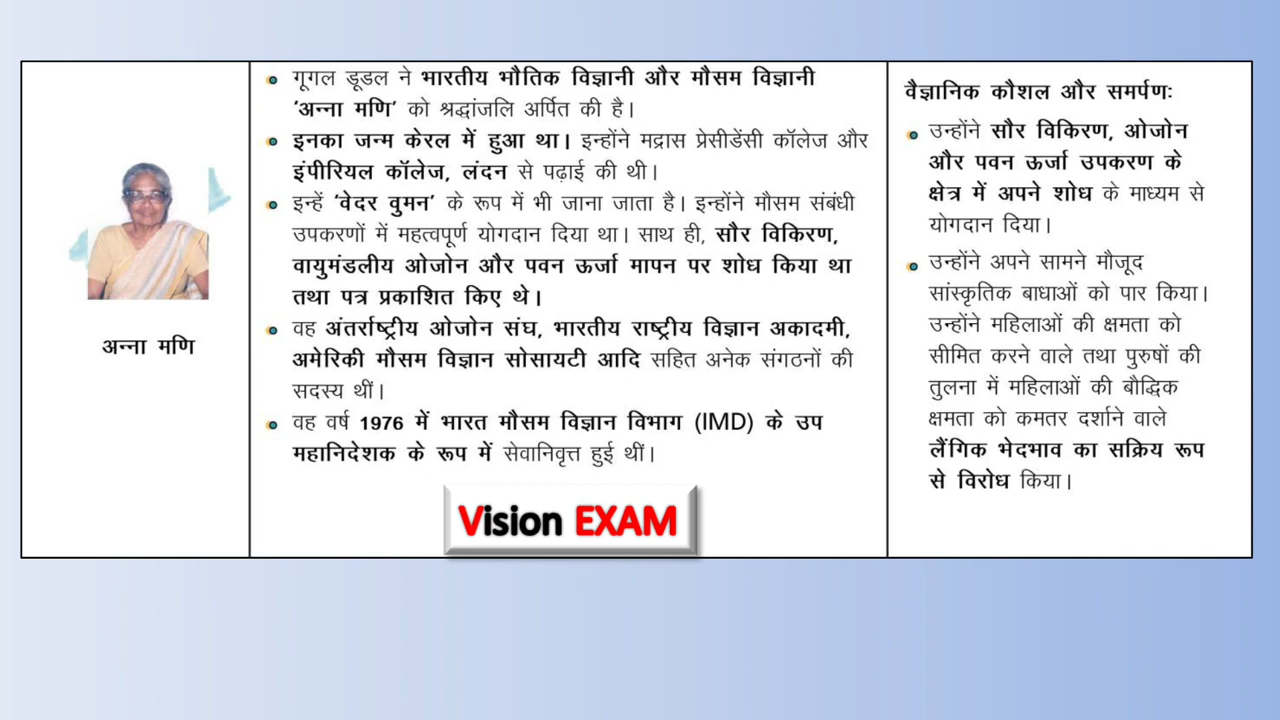 अन्ना मणि
गूगल डूडल ने भारतीय भौतिक विज्ञानी और मौसम विज्ञानी
‘अन्ना मणि’ को श्रद्धांजलि अर्पित की है।
इनका जन्म केरल में हुआ था। इन्होंने मद्रास प्रेसीडेंसी कॉलेज और
इंपीरियल कॉलेज, लंदन से पढ़ाई की थी।
इन्हें ‘वेदर वुमन’ के रूप में भी जाना जाता है। इन्होंने मौसम संबंधी
उपकरणों में महत्वपूर्ण योगदान दिया था। साथ ही, सौर विकिरण,
वायुमंडलीय ओजोन और पवन ऊर्जा मापन पर शोध किया था
तथा पत्र प्रकाशित किए थे।
वह अंतर्राष्ट्रीय ओजोन संघ, भारतीय राष्ट्रीय विज्ञान अकादमी,
अमेरिकी मौसम विज्ञान सोसायटी आदि सहित अनेक संगठनों की
सदस्य थीं।
वह वर्ष 1976 में भारत मौसम विज्ञान विभाग (IMD) के उप
महानिदेशक के रूप में सेवानिवृत्त हुई थीं।
Vision EXAM
वैज्ञानिक कौशल और समर्पणः
उन्होंने सौर विकिरण, ओजोन
और पवन ऊर्जा उपकरण के
क्षेत्र में अपने शोध के माध्यम से
योगदान दिया।
उन्होंने अपने सामने मौजूद
सांस्कृतिक बाधाओं को पार किया।
उन्होंने महिलाओं की क्षमता को
सीमित करने वाले तथा पुरुषों की
तुलना में महिलाओं की बौद्धिक
क्षमता को कमतर दर्शाने वाले
लैंगिक भेदभाव का सक्रिय रूप
से विरोध किया।